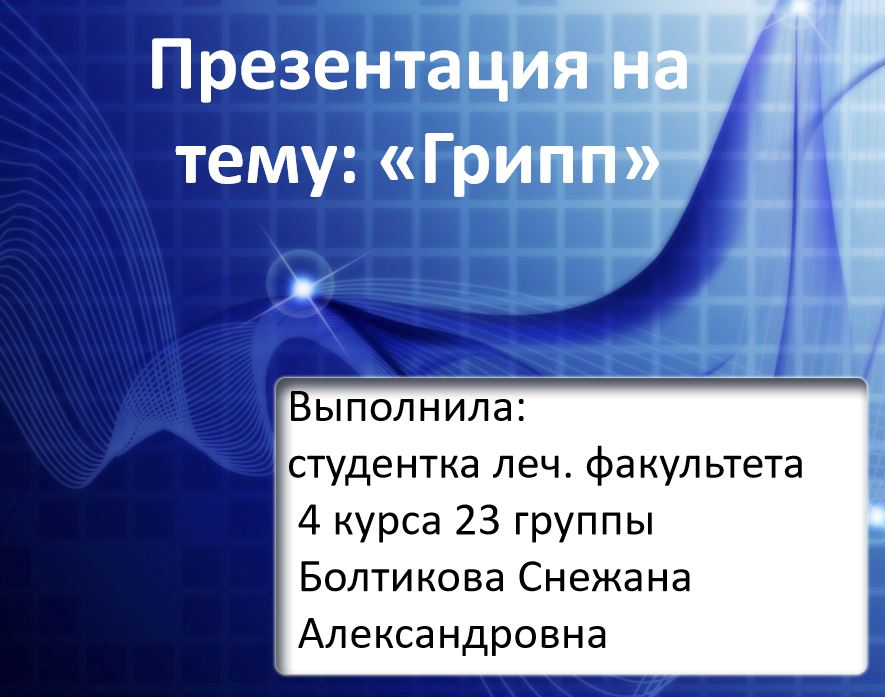 Презентация на
тему: «Грипп»
Выполнила:
студентка леч. факультета
4 курса 23 группы
Болтикова Снежана
Александровна